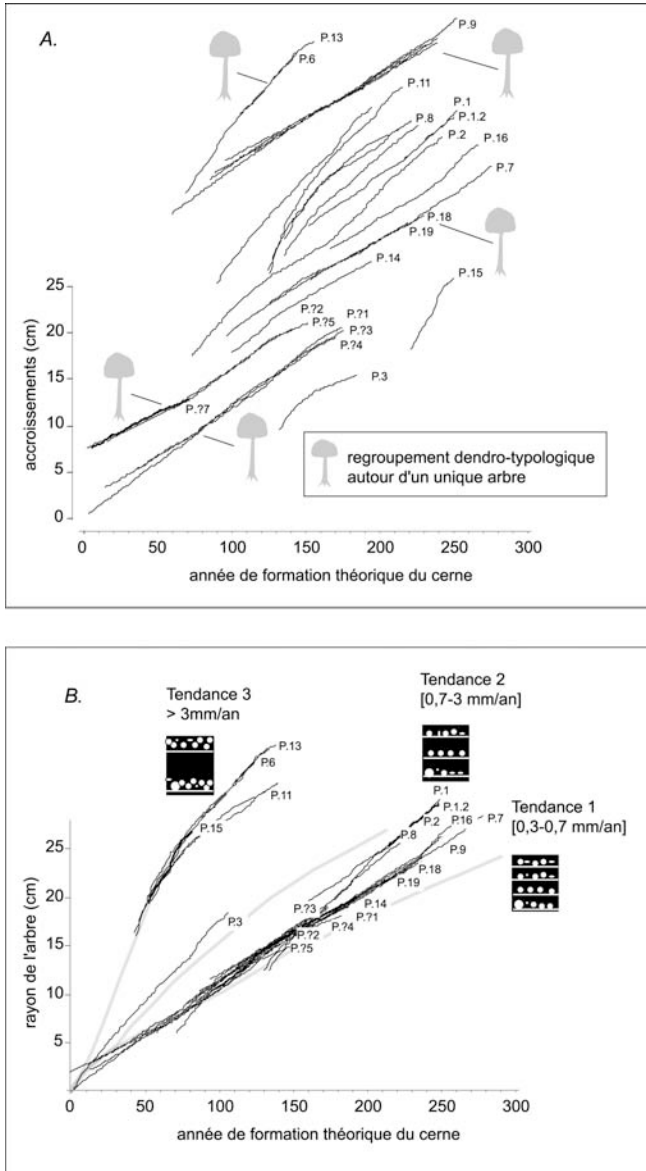 A.
P.13
P.6
P.9
P.11
P.8
P.1
P.1.2
P.2
P.16
P.7
P.18
P.19
P.14
P.15
P.?2
P.?5
P.?1
P.?3
P.?4
P.3
P.?7
25
20
15
10
5
0
accroissements (cm)
regroupement dendro-typologique
autour d'un unique arbre
0 50 100 150 200 250 300
année de formation théorique du cerne
B.
Tendance 3
> 3mm/an
Tendance 2
[0,7-3 mm/an]
Tendance 1
[0,3-0,7 mm/an]
P.13
P.6
P.11
P.15
P.1
P.1.2
P.2
P.16
P.7
P.8
P.9
P.18
P.19
P.14
P.3
P.?3
P.?1
P.?4
P.?2
P.?5
25
20
15
10
5
rayon de l'arbre (cm)
0 50 100 150 200 250 300
année de formation théorique du cerne